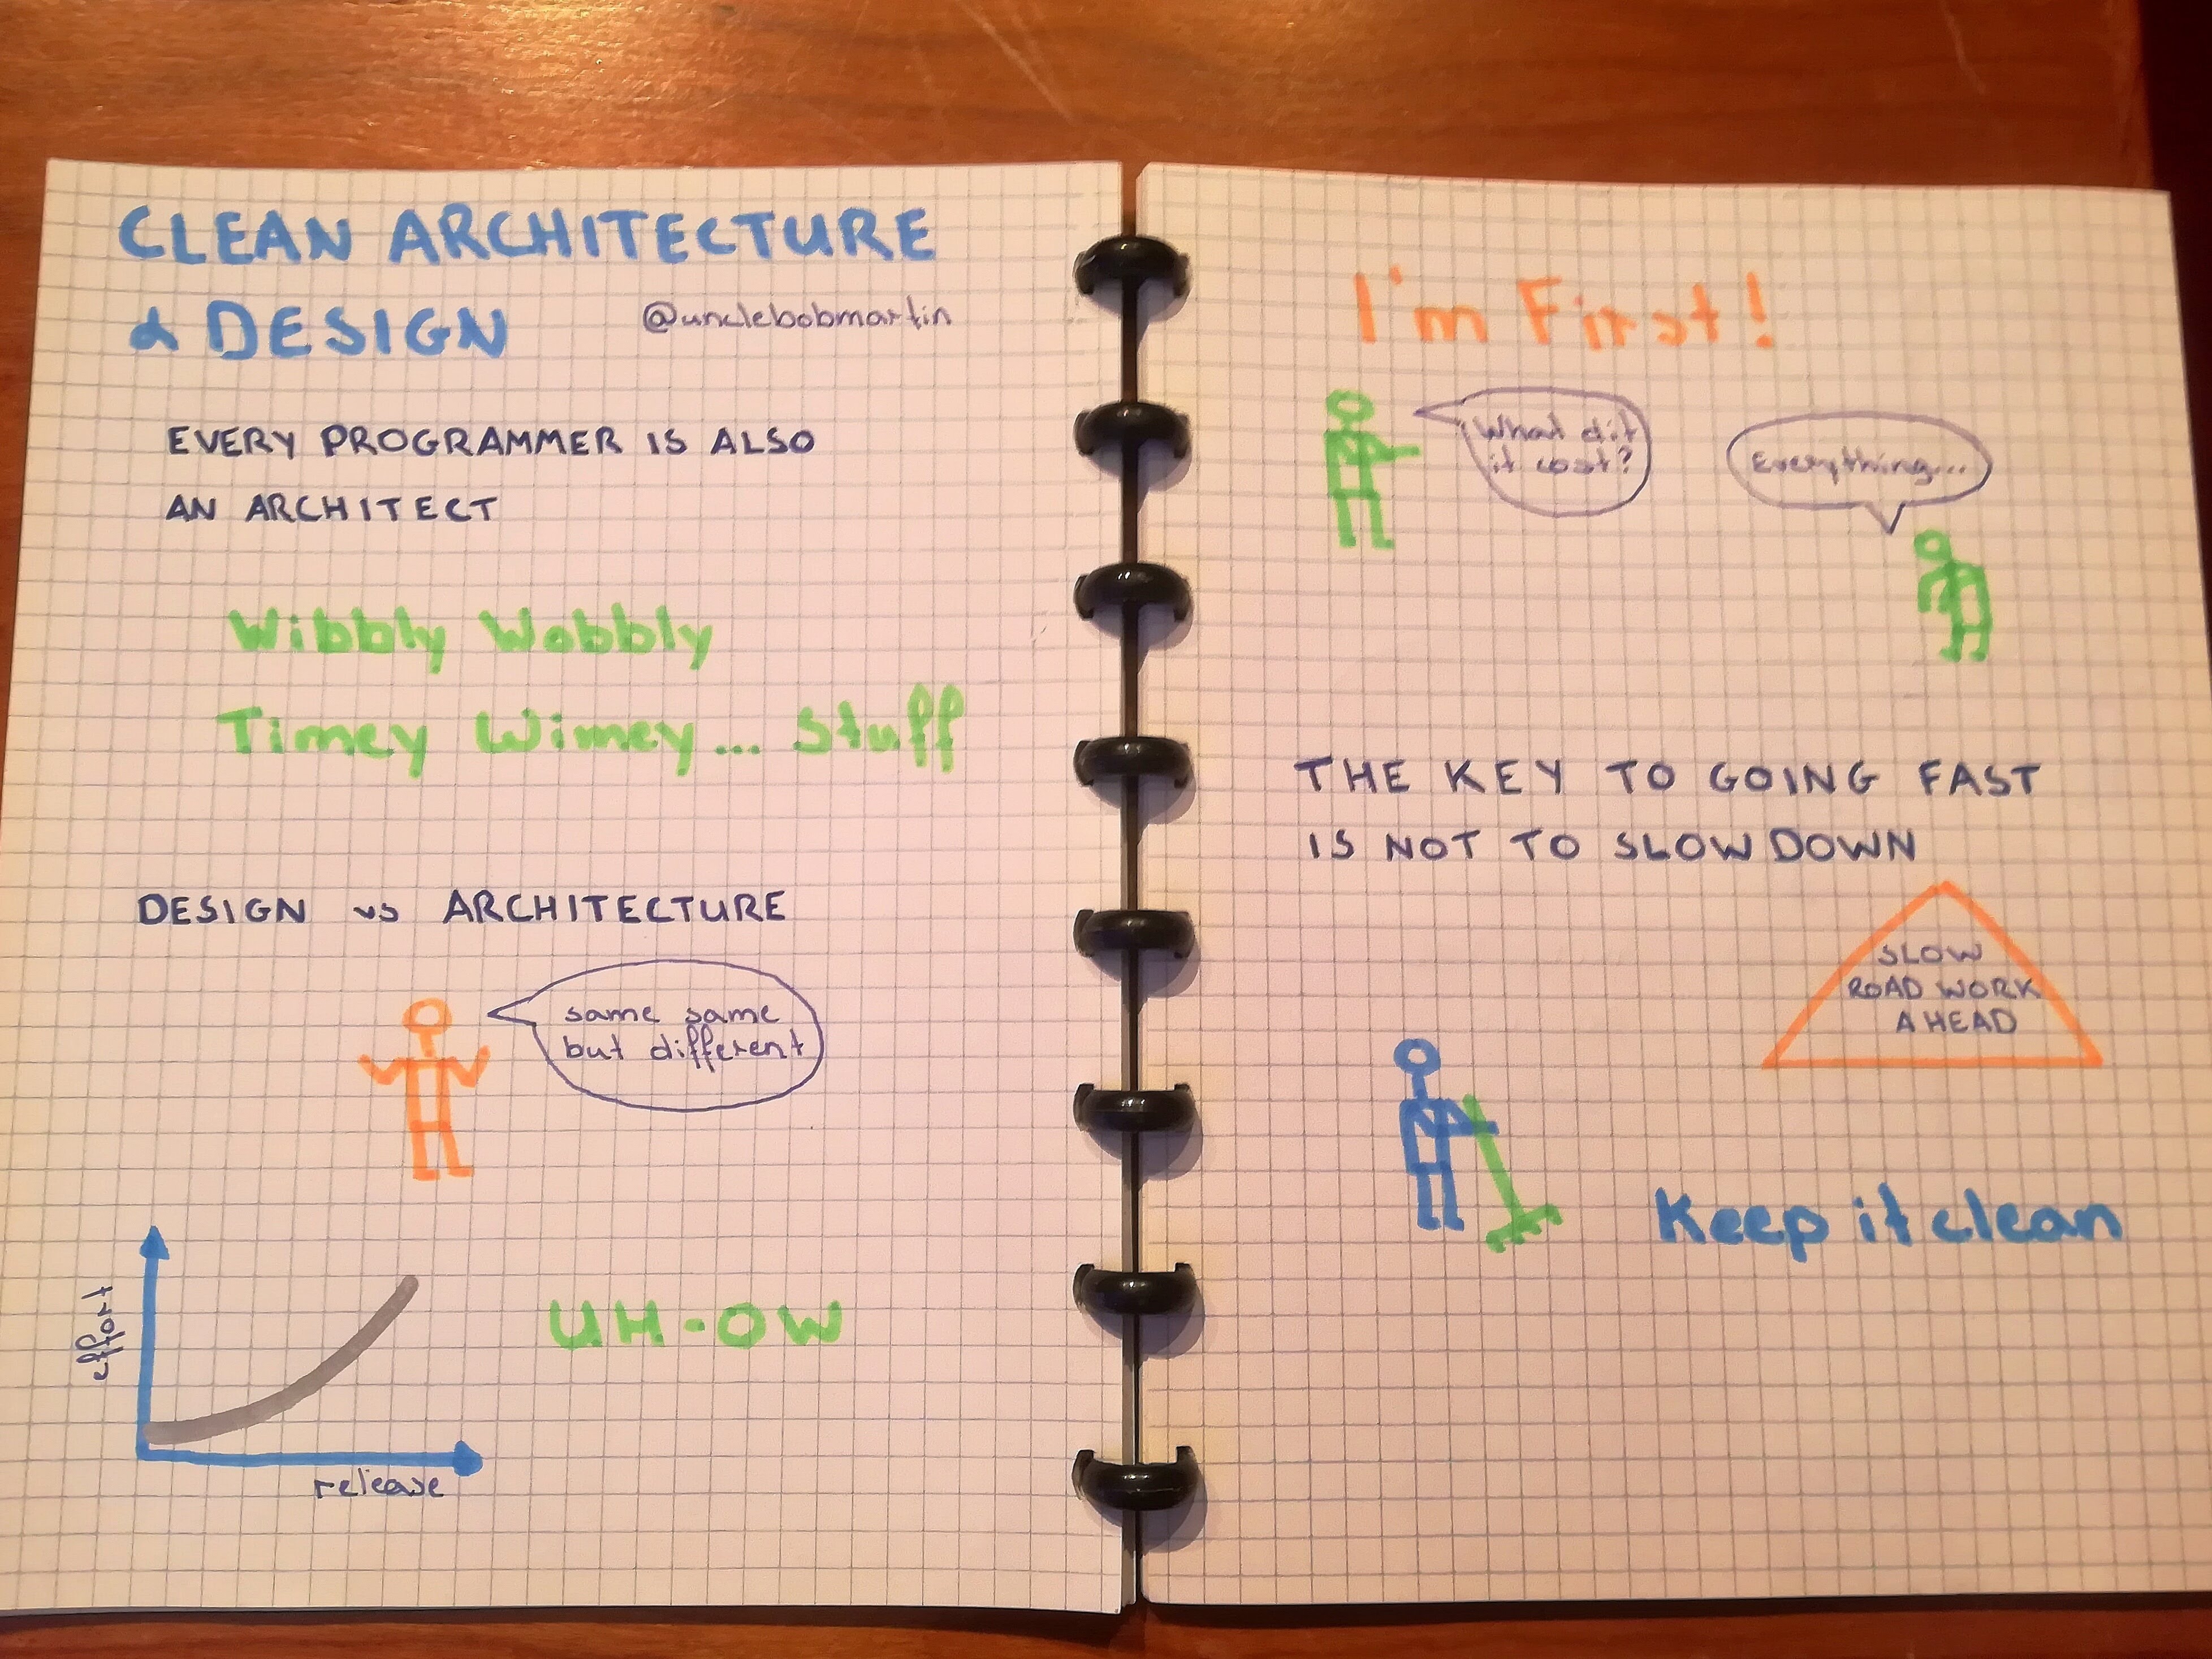 CLEAN ARCHITECTURE
& DESIGN @unclebobmartin
EVERY PROGRAMMER IS ALSO
AN ARCHITECT
Wibbly Wobbly
Timey Wimey... Stuff
DESIGN vs ARCHITECTURE
same same
but different
effort
release
UH-OW
I'm First!
What dit
it cost?
Everything...
THE KEY TO GOING FAST
IS NOT TO SLOW DOWN
SLOW
ROAD WORK
AHEAD
Keep it clean